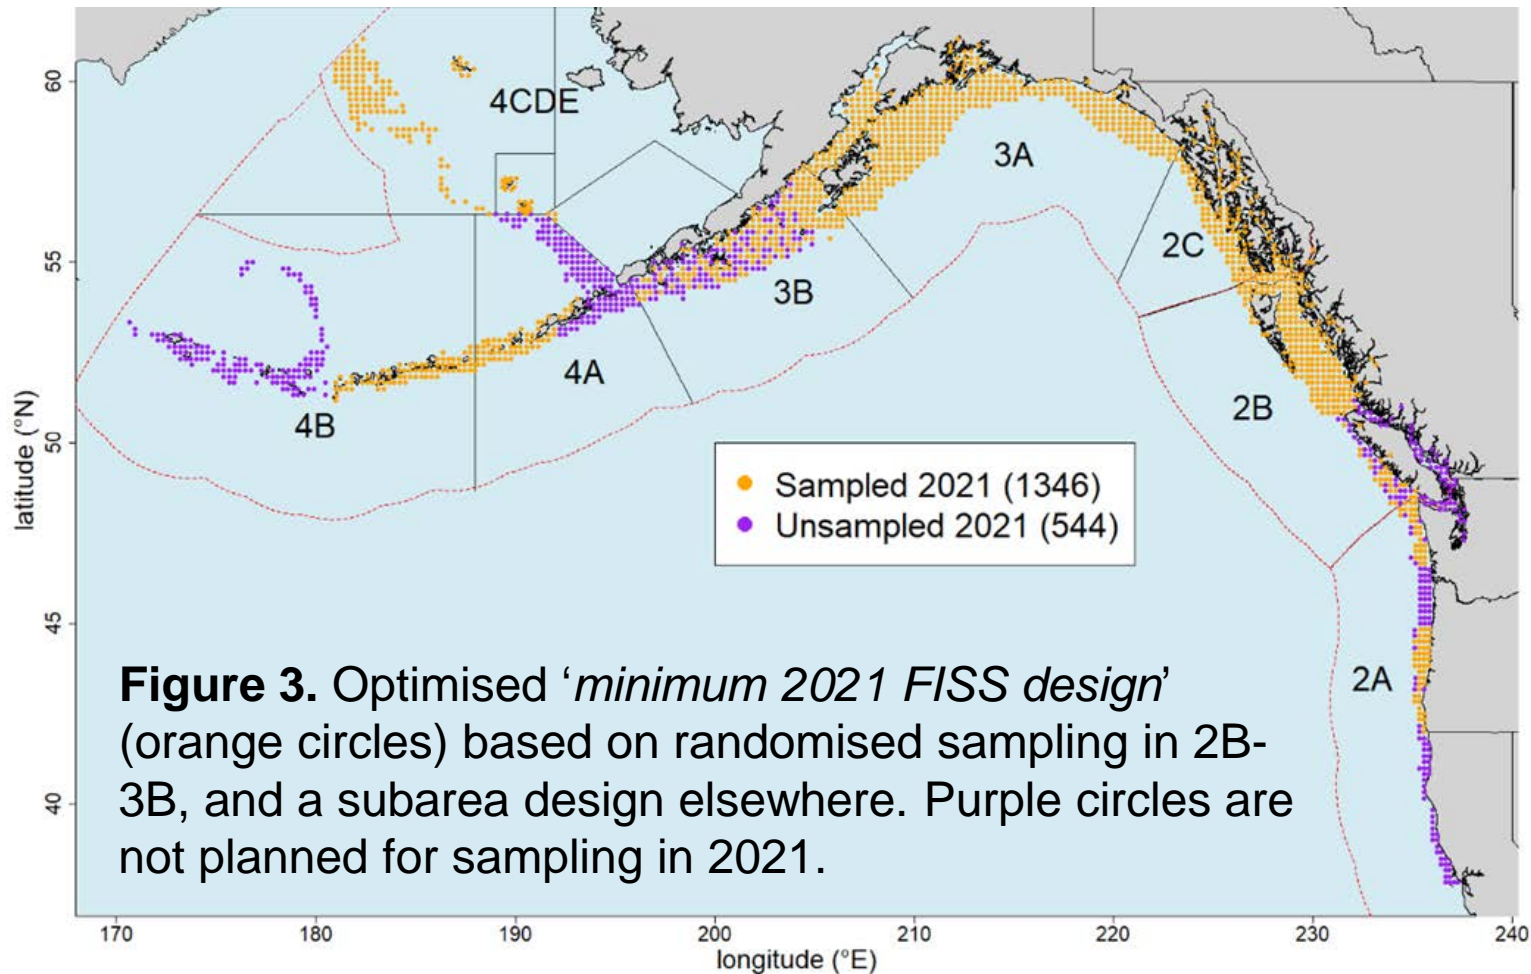 60
55
50
45
40
latitude (°N)
4CDE
3A
2C
3B
4A
4B
2B
2A
Sampled 2021 (1346)
Unsampled 2021 (544)
Figure 3. Optimised ‘minimum 2021 FISS design’
(orange circles) based on randomised sampling in 2B-
3B, and a subarea design elsewhere. Purple circles are
not planned for sampling in 2021.
170 180 190 200 210 220 230 240
longitude (°E)